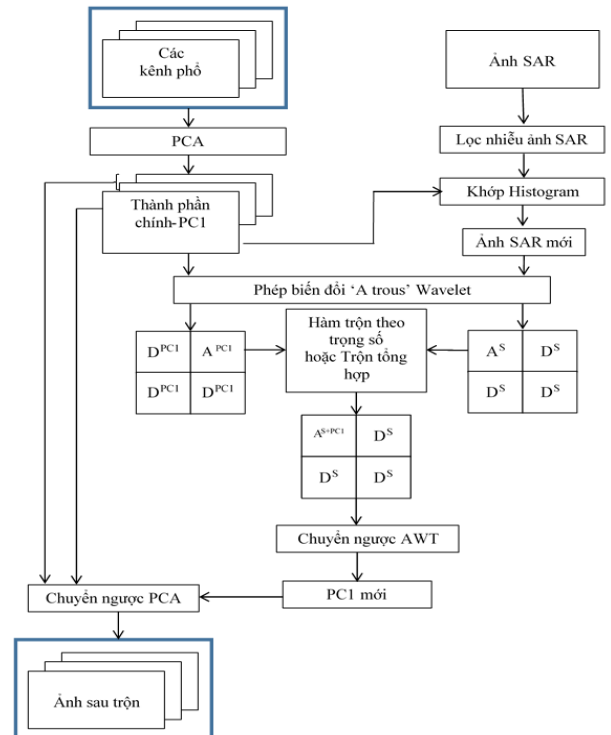 Các
kênh phổ
Ảnh SAR
PCA
Lọc nhiễu ảnh SAR
Thành phần
chính-PC1
Khớp Histogram
Ảnh SAR mới
Phép biến đổi ‘A trous’ Wavelet
D^PC1 A^PC1
D^PC1 D^PC1
Hàm trộn theo
trọng số
hoặc Trộn tổng
hợp
A^S D^S
D^S D^S
A^S+PC1 D^S
D^S D^S
Chuyển ngược AWT
Chuyển ngược PCA
PC1 mới
Ảnh sau trộn